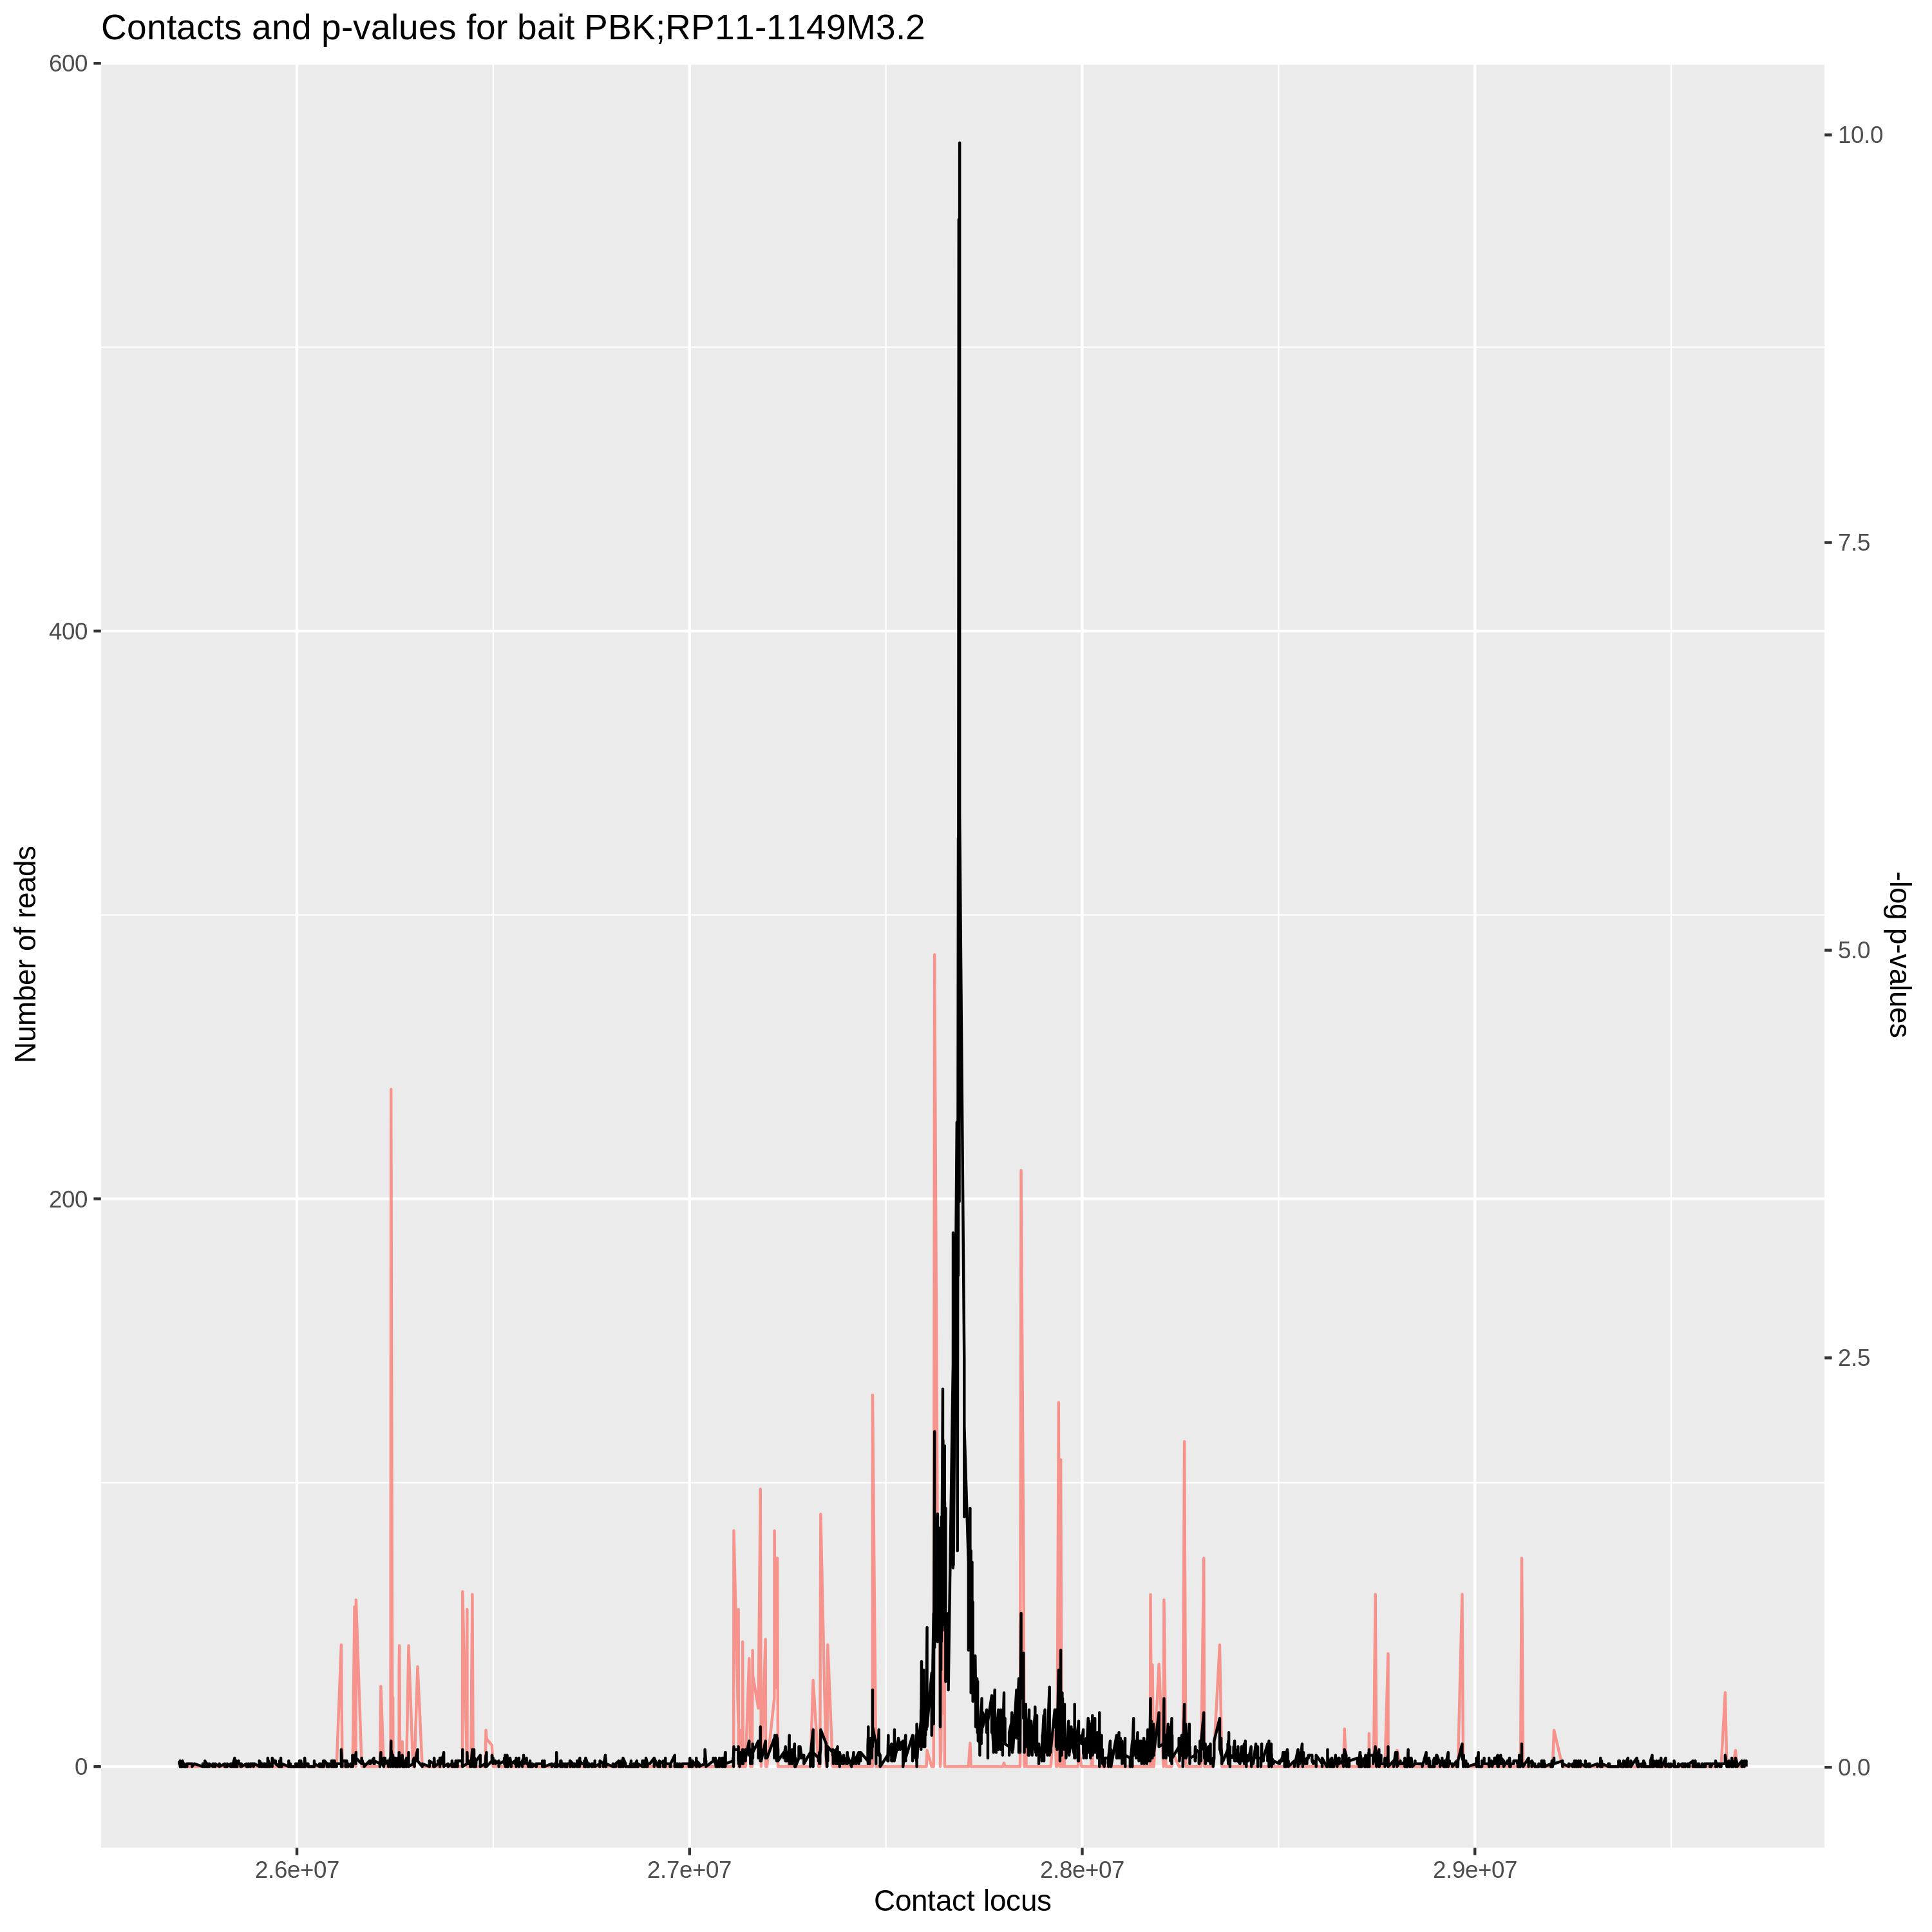 Contacts and p-values for bait PBK;RP11-1149M3.2
600
400
200
0
Number of reads
10.0
7.5
5.0
2.5
0.0
-log p-values
2.6e+07
2.7e+07
2.8e+07
2.9e+07
Contact locus